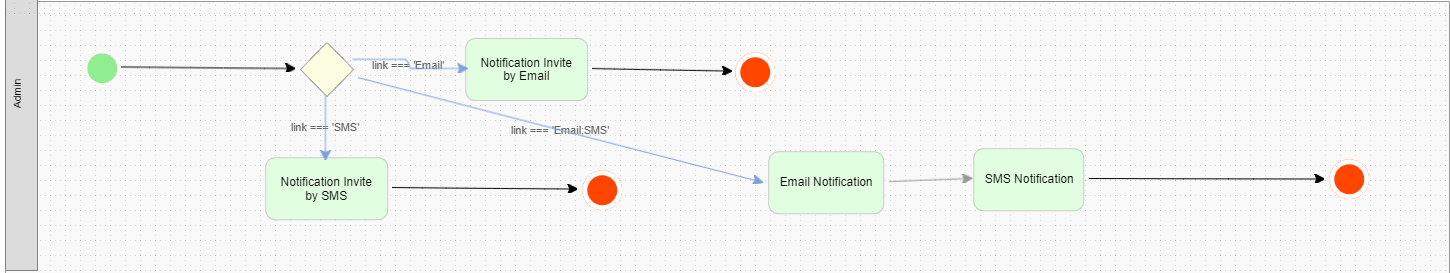 Admin
link === 'Email'
Notification Invite
by Email
link === 'SMS'
link === 'Email;SMS'
Notification Invite
by SMS
Email Notification
SMS Notification